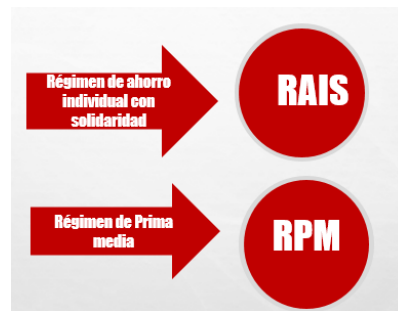 Régimen de ahorro
individual con
solidaridad
RAIS
Régimen de Prima
media
RPM